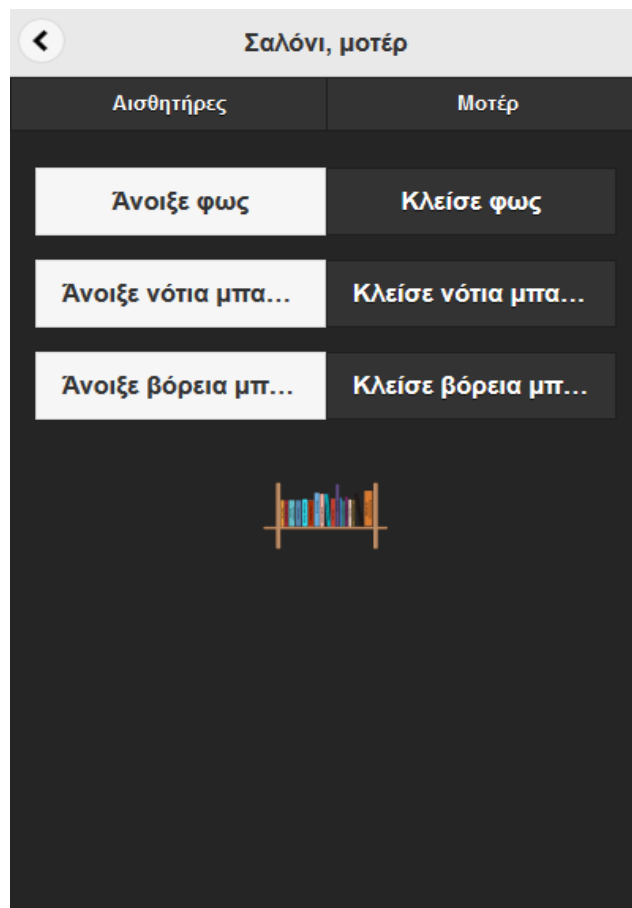 Σαλόνι, μοτέρ
Αισθητήρες Μοτέρ
Άνοιξε φως Κλείσε φως
Άνοιξε νότια μπα... Κλείσε νότια μπα...
Άνοιξε βόρεια μπ... Κλείσε βόρεια μπ...